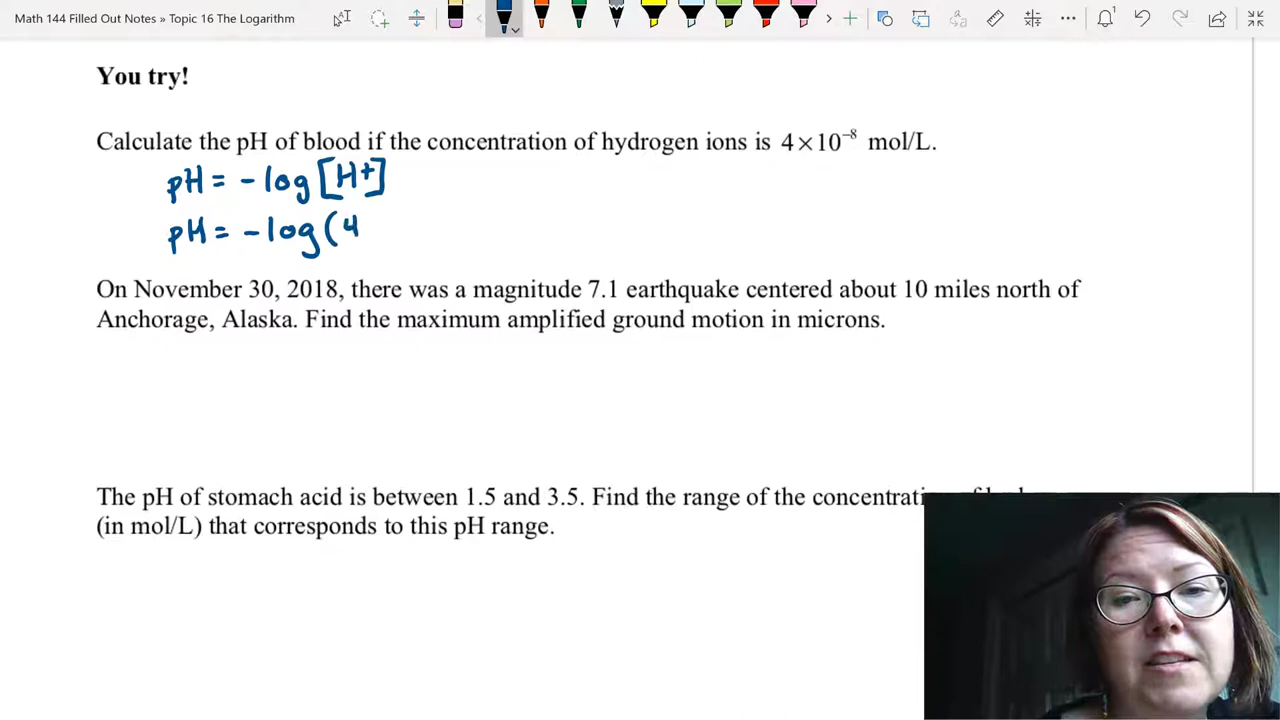 Math 144 Filled Out Notes » Topic 16 The Logarithm
You try!
Calculate the pH of blood if the concentration of hydrogen ions is 4×10⁻⁸ mol/L.
pH = -log[H+]
pH = -log(4
On November 30, 2018, there was a magnitude 7.1 earthquake centered about 10 miles north of
Anchorage, Alaska. Find the maximum amplified ground motion in microns.
The pH of stomach acid is between 1.5 and 3.5. Find the range of the
(in mol/L) that corresponds to this pH range.